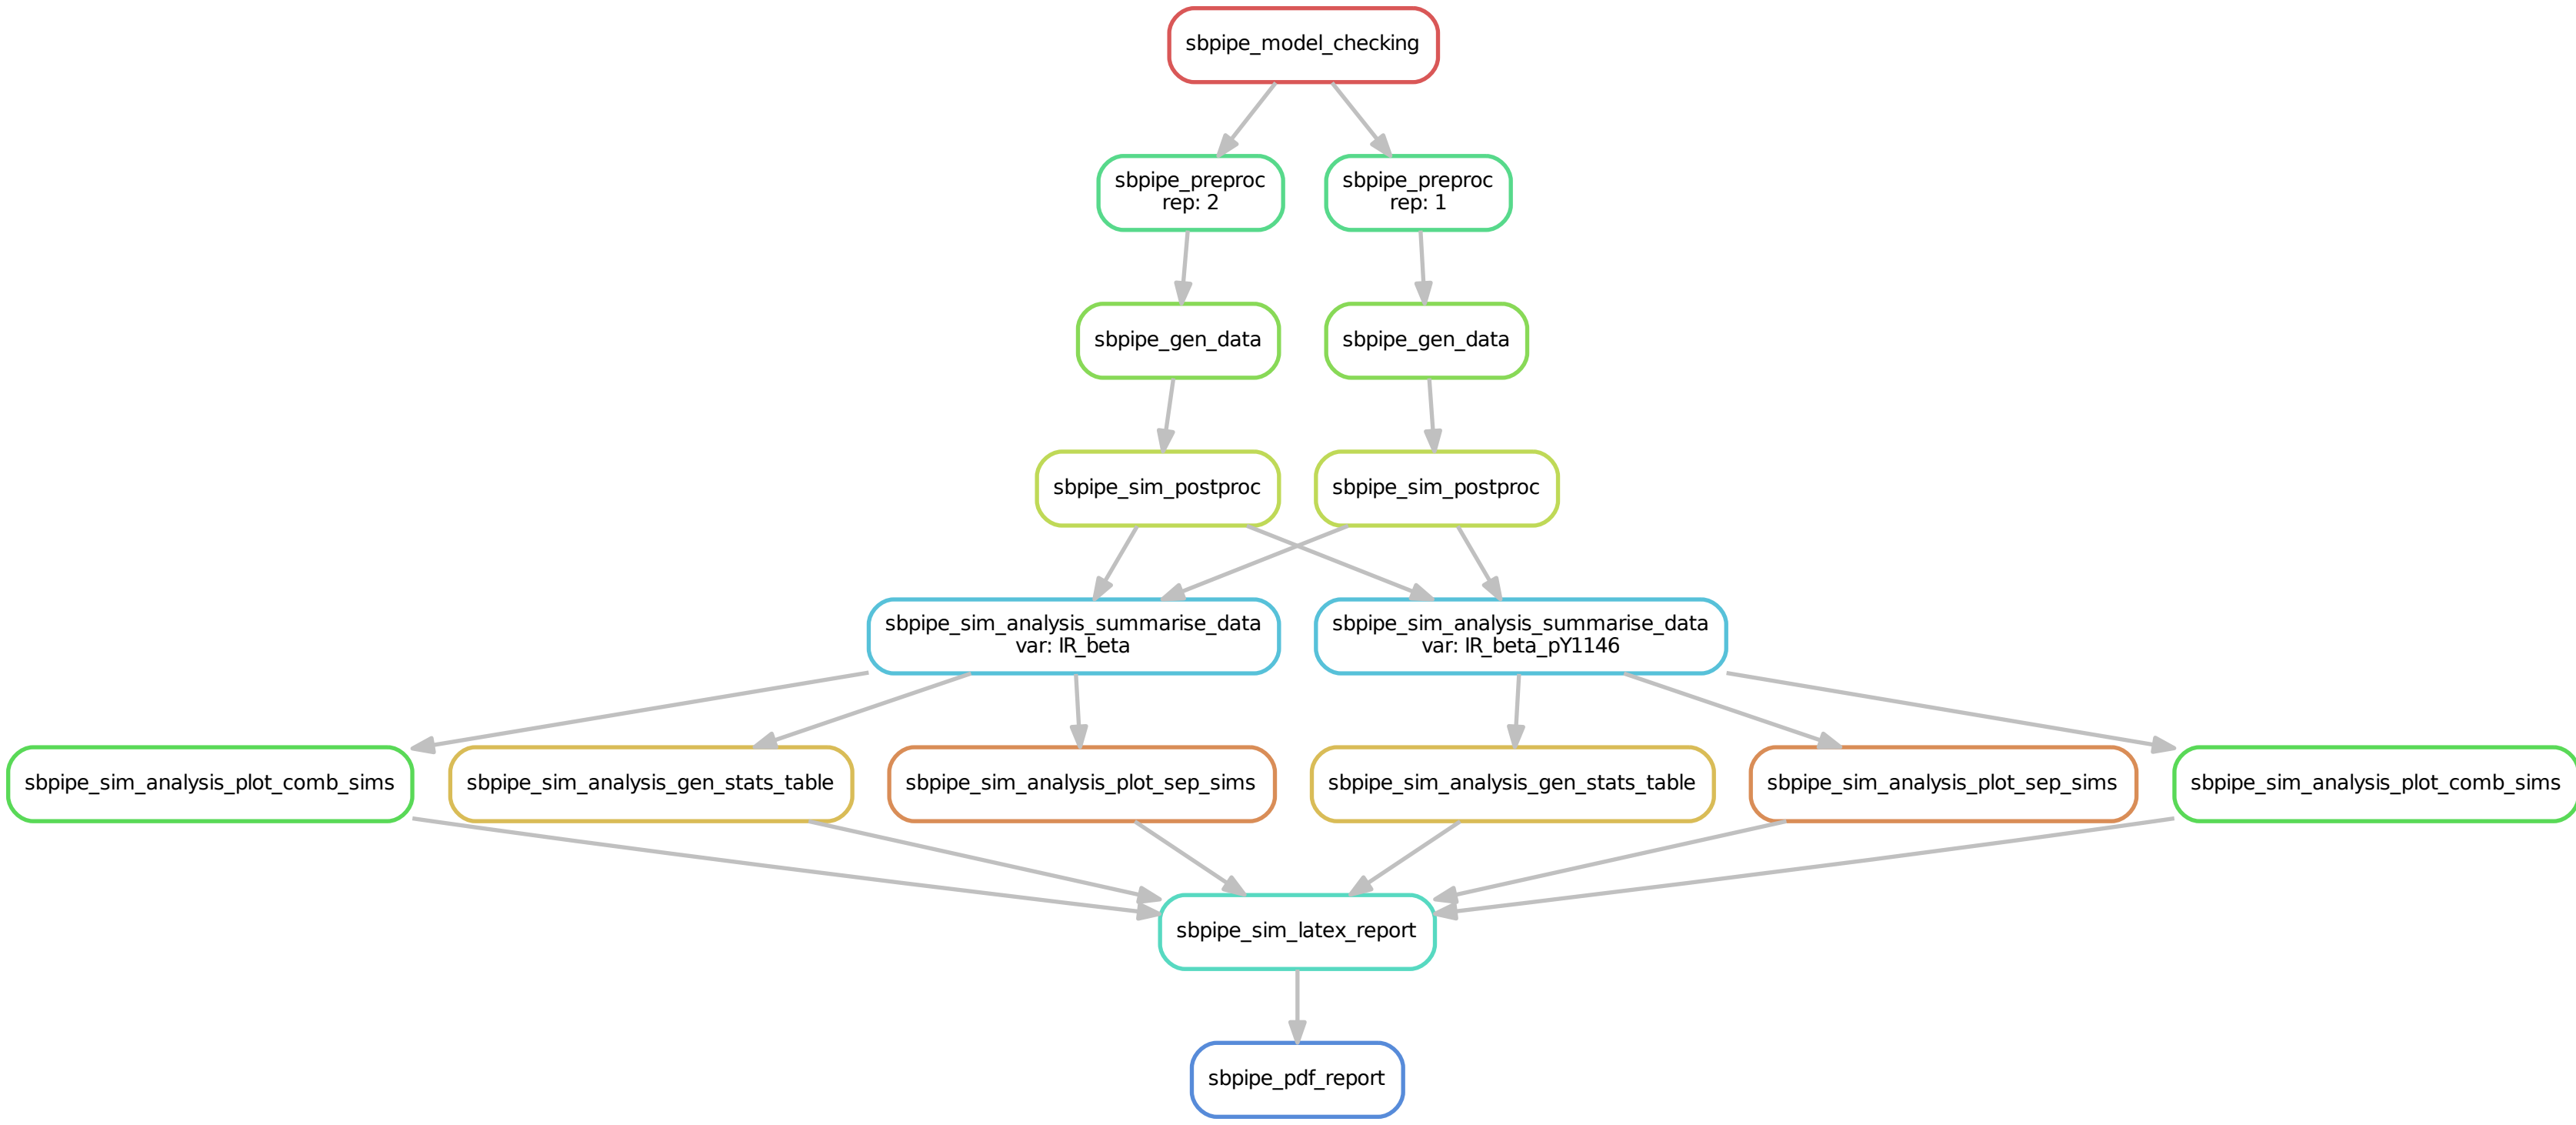 sbpipe_model_checking
sbpipe_preproc
rep: 2
sbpipe_preproc
rep: 1
sbpipe_gen_data
sbpipe_gen_data
sbpipe_sim_postproc
sbpipe_sim_postproc
sbpipe_sim_analysis_summarise_data
var: IR_beta
sbpipe_sim_analysis_summarise_data
var: IR_beta_pY1146
sbpipe_sim_analysis_plot_comb_sims
sbpipe_sim_analysis_gen_stats_table
sbpipe_sim_analysis_plot_sep_sims
sbpipe_sim_analysis_gen_stats_table
sbpipe_sim_analysis_plot_sep_sims
sbpipe_sim_analysis_plot_comb_sims
sbpipe_sim_latex_report
sbpipe_pdf_report